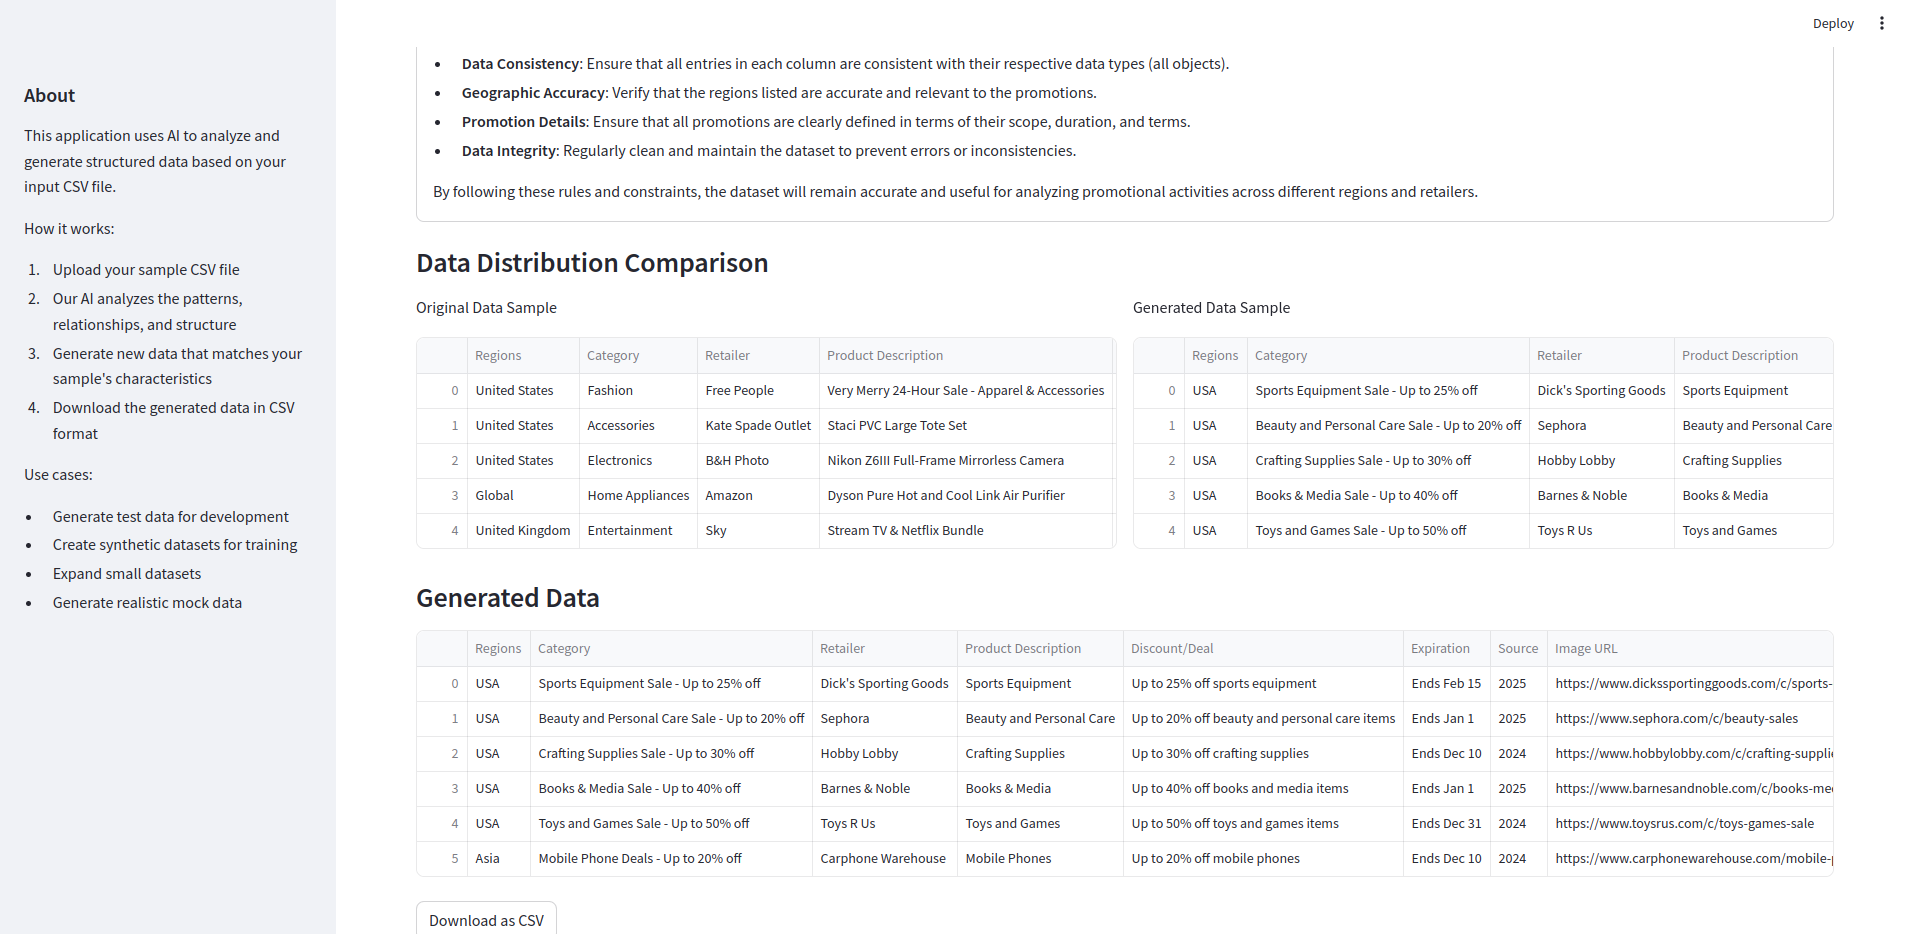 Deploy
About
This application uses AI to analyze and
generate structured data based on your
input CSV file.
How it works:
1. Upload your sample CSV file
2. Our AI analyzes the patterns,
relationships, and structure
3. Generate new data that matches your
sample's characteristics
4. Download the generated data in CSV
format
Use cases:
• Generate test data for development
• Create synthetic datasets for training
• Expand small datasets
• Generate realistic mock data
• Data Consistency: Ensure that all entries in each column are consistent with their respective data types (all objects).
• Geographic Accuracy: Verify that the regions listed are accurate and relevant to the promotions.
• Promotion Details: Ensure that all promotions are clearly defined in terms of their scope, duration, and terms.
• Data Integrity: Regularly clean and maintain the dataset to prevent errors or inconsistencies.
By following these rules and constraints, the dataset will remain accurate and useful for analyzing promotional activities across different regions and retailers.
Data Distribution Comparison
Original Data Sample
Regions Category Retailer Product Description
0 United States Fashion Free People Very Merry 24-Hour Sale - Apparel & Accessories
1 United States Accessories Kate Spade Outlet Staci PVC Large Tote Set
2 United States Electronics B&H Photo Nikon Z6III Full-Frame Mirrorless Camera
3 Global Home Appliances Amazon Dyson Pure Hot and Cool Link Air Purifier
4 United Kingdom Entertainment Sky Stream TV & Netflix Bundle
Generated Data Sample
Regions Category Retailer Product Description
0 USA Sports Equipment Sale - Up to 25% off Dick's Sporting Goods Sports Equipment
1 USA Beauty and Personal Care Sale - Up to 20% off Sephora Beauty and Personal Care
2 USA Crafting Supplies Sale - Up to 30% off Hobby Lobby Crafting Supplies
3 USA Books & Media Sale - Up to 40% off Barnes & Noble Books & Media
4 USA Toys and Games Sale - Up to 50% off Toys R Us Toys and Games
Generated Data
Regions Category Retailer Product Description Discount/Deal Expiration Source Image URL
0 USA Sports Equipment Sale - Up to 25% off Dick's Sporting Goods Sports Equipment Up to 25% off sports equipment Ends Feb 15 2025 https://www.dickssportinggoods.com/c/sports-
1 USA Beauty and Personal Care Sale - Up to 20% off Sephora Beauty and Personal Care Up to 20% off beauty and personal care items Ends Jan 1 2025 https://www.sephora.com/c/beauty-sales
2 USA Crafting Supplies Sale - Up to 30% off Hobby Lobby Crafting Supplies Up to 30% off crafting supplies Ends Dec 10 2024 https://www.hobbylobby.com/c/crafting-supplie
3 USA Books & Media Sale - Up to 40% off Barnes & Noble Books & Media Up to 40% off books and media items Ends Jan 1 2025 https://www.barnesandnoble.com/c/books-me
4 USA Toys and Games Sale - Up to 50% off Toys R Us Toys and Games Up to 50% off toys and games items Ends Dec 31 2024 https://www.toysrus.com/c/toys-games-sale
5 Asia Mobile Phone Deals - Up to 20% off Carphone Warehouse Mobile Phones Up to 20% off mobile phones Ends Dec 10 2024 https://www.carphonewarehouse.com/mobile-
Download as CSV